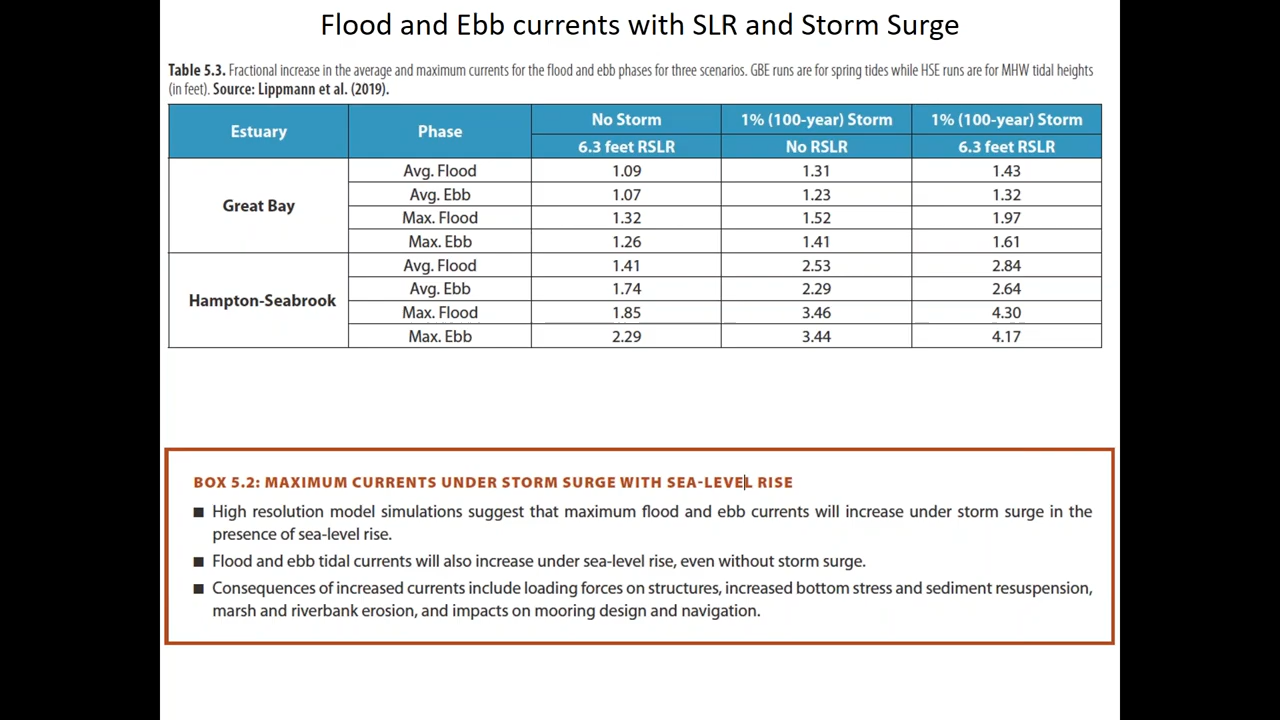 Flood and Ebb currents with SLR and Storm Surge
Table 5.3. Fractional increase in the average and maximum currents for the flood and ebb phases for three scenarios. GBE runs are for spring tides while HSE runs are for MHW tidal heights
(in feet). Source: Lippmann et al. (2019).
Estuary Phase No Storm 1% (100-year) Storm 1% (100-year) Storm
6.3 feet RSLR No RSLR 6.3 feet RSLR
Great Bay
Avg. Flood 1.09 1.31 1.43
Avg. Ebb 1.07 1.23 1.32
Max. Flood 1.32 1.52 1.97
Max. Ebb 1.26 1.41 1.61
Hampton-Seabrook
Avg. Flood 1.41 2.53 2.84
Avg. Ebb 1.74 2.29 2.64
Max. Flood 1.85 3.46 4.30
Max. Ebb 2.29 3.44 4.17
BOX 5.2: MAXIMUM CURRENTS UNDER STORM SURGE WITH SEA-LEVEL RISE
■ High resolution model simulations suggest that maximum flood and ebb currents will increase under storm surge in the
presence of sea-level rise.
■ Flood and ebb tidal currents will also increase under sea-level rise, even without storm surge.
■ Consequences of increased currents include loading forces on structures, increased bottom stress and sediment resuspension,
marsh and riverbank erosion, and impacts on mooring design and navigation.